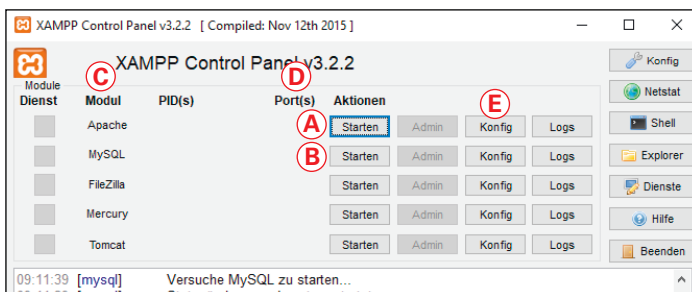 XAMPP Control Panel v3.2.2 [ Compiled: Nov 12th 2015 ]
XAMPP Control Panel v3.2.2
Konfig
C
D
Module
Dienst Modul PID(s) Port(s) Aktionen
E
Netstat
Apache A Starten Admin Konfig Logs
Shell
MySQL B Starten Admin Konfig Logs
Explorer
FileZilla Starten Admin Konfig Logs
Dienste
Mercury Starten Admin Konfig Logs
Hilfe
Tomcat Starten Admin Konfig Logs
Beenden
09:11:39 [mysql] Versuche MySQL zu starten...